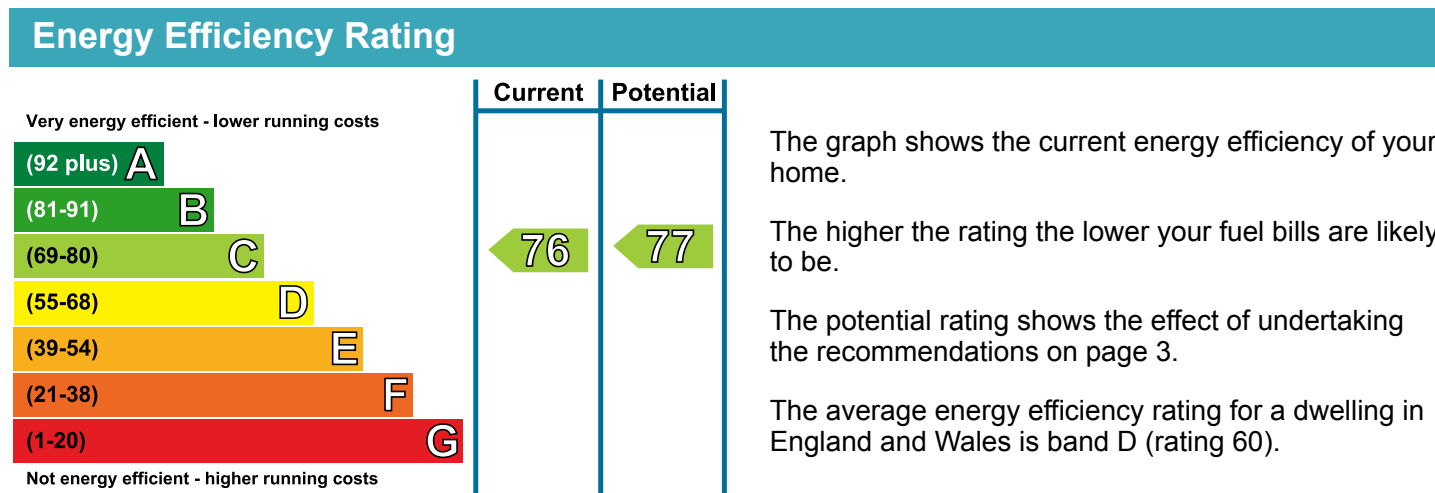 Energy Efficiency Rating
Current Potential
Very energy efficient - lower running costs
(92 plus) A
(81-91) B
(69-80) C
76 77
(55-68) D
(39-54) E
(21-38) F
(1-20) G
Not energy efficient - higher running costs
The graph shows the current energy efficiency of your
home.
The higher the rating the lower your fuel bills are likely
to be.
The potential rating shows the effect of undertaking
the recommendations on page 3.
The average energy efficiency rating for a dwelling in
England and Wales is band D (rating 60).